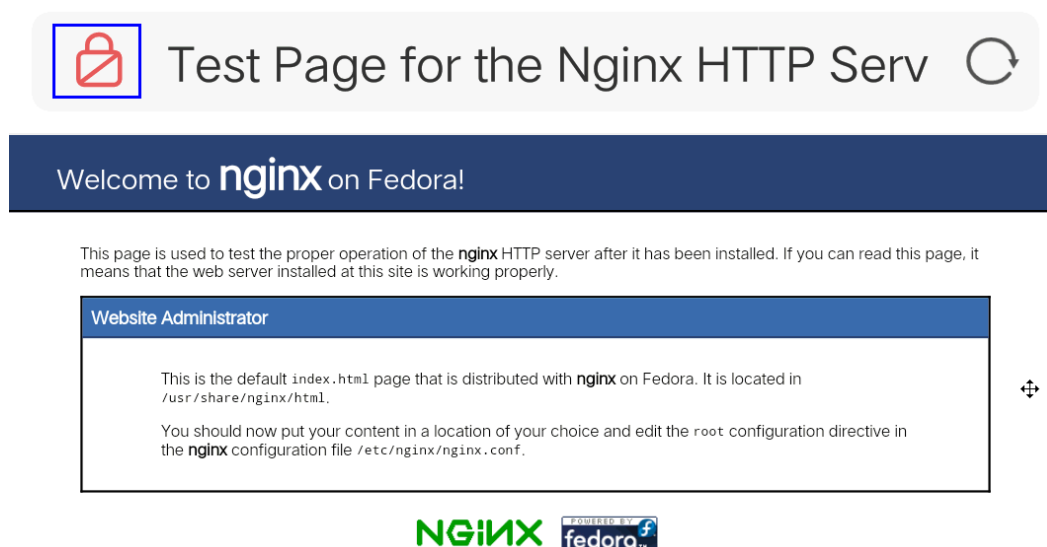 Test Page for the Nginx HTTP Serv
Welcome to nginx on Fedora!
This page is used to test the proper operation of the nginx HTTP server after it has been installed. If you can read this page, it
means that the web server installed at this site is working properly.
Website Administrator
This is the default index.html page that is distributed with nginx on Fedora. It is located in
/usr/share/nginx/html.
You should now put your content in a location of your choice and edit the root configuration directive in
the nginx configuration file /etc/nginx/nginx.conf.
NGINX
POWERED BY
fedora